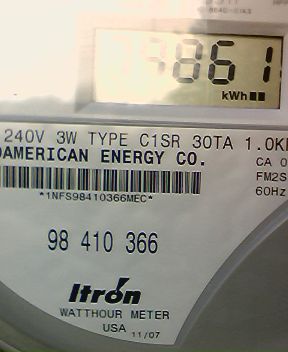 9861
kWh
240V 3W TYPE C1SR 30TA 1.0K
AMERICAN ENERGY CO.
CA 0
*1NFS98410366MEC*
FM2S
60Hz
98 410 366
Itron
WATTHOUR METER
USA 11/07